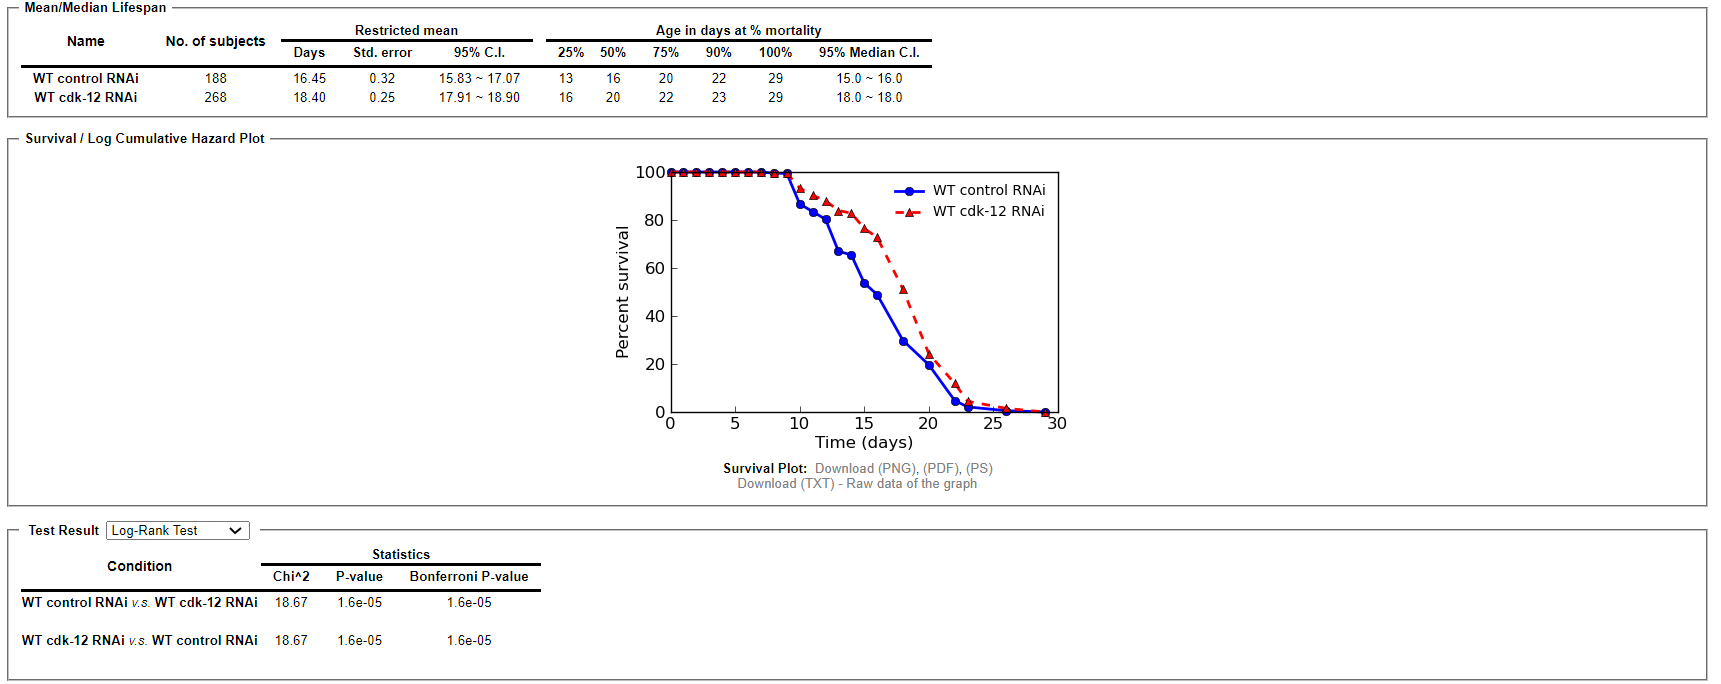 Mean/Median Lifespan
Name No. of subjects Restricted mean Age in days at % mortality
Days Std. error 95% C.I. 25% 50% 75% 90% 100% 95% Median C.I.
WT control RNAi 188 16.45 0.32 15.83 ~ 17.07 13 16 20 22 29 15.0 ~ 16.0
WT cdk-12 RNAi 268 18.40 0.25 17.91 ~ 18.90 16 20 22 23 29 18.0 ~ 18.0
Survival / Log Cumulative Hazard Plot
100
80
60
40
20
0
Percent survival
WT control RNAi
WT cdk-12 RNAi
0 5 10 15 20 25 30
Time (days)
Survival Plot: Download (PNG), (PDF), (PS)
Download (TXT) - Raw data of the graph
Test Result Log-Rank Test
Condition Statistics
Chi^2 P-value Bonferroni P-value
WT control RNAi v.s. WT cdk-12 RNAi 18.67 1.6e-05 1.6e-05
WT cdk-12 RNAi v.s. WT control RNAi 18.67 1.6e-05 1.6e-05